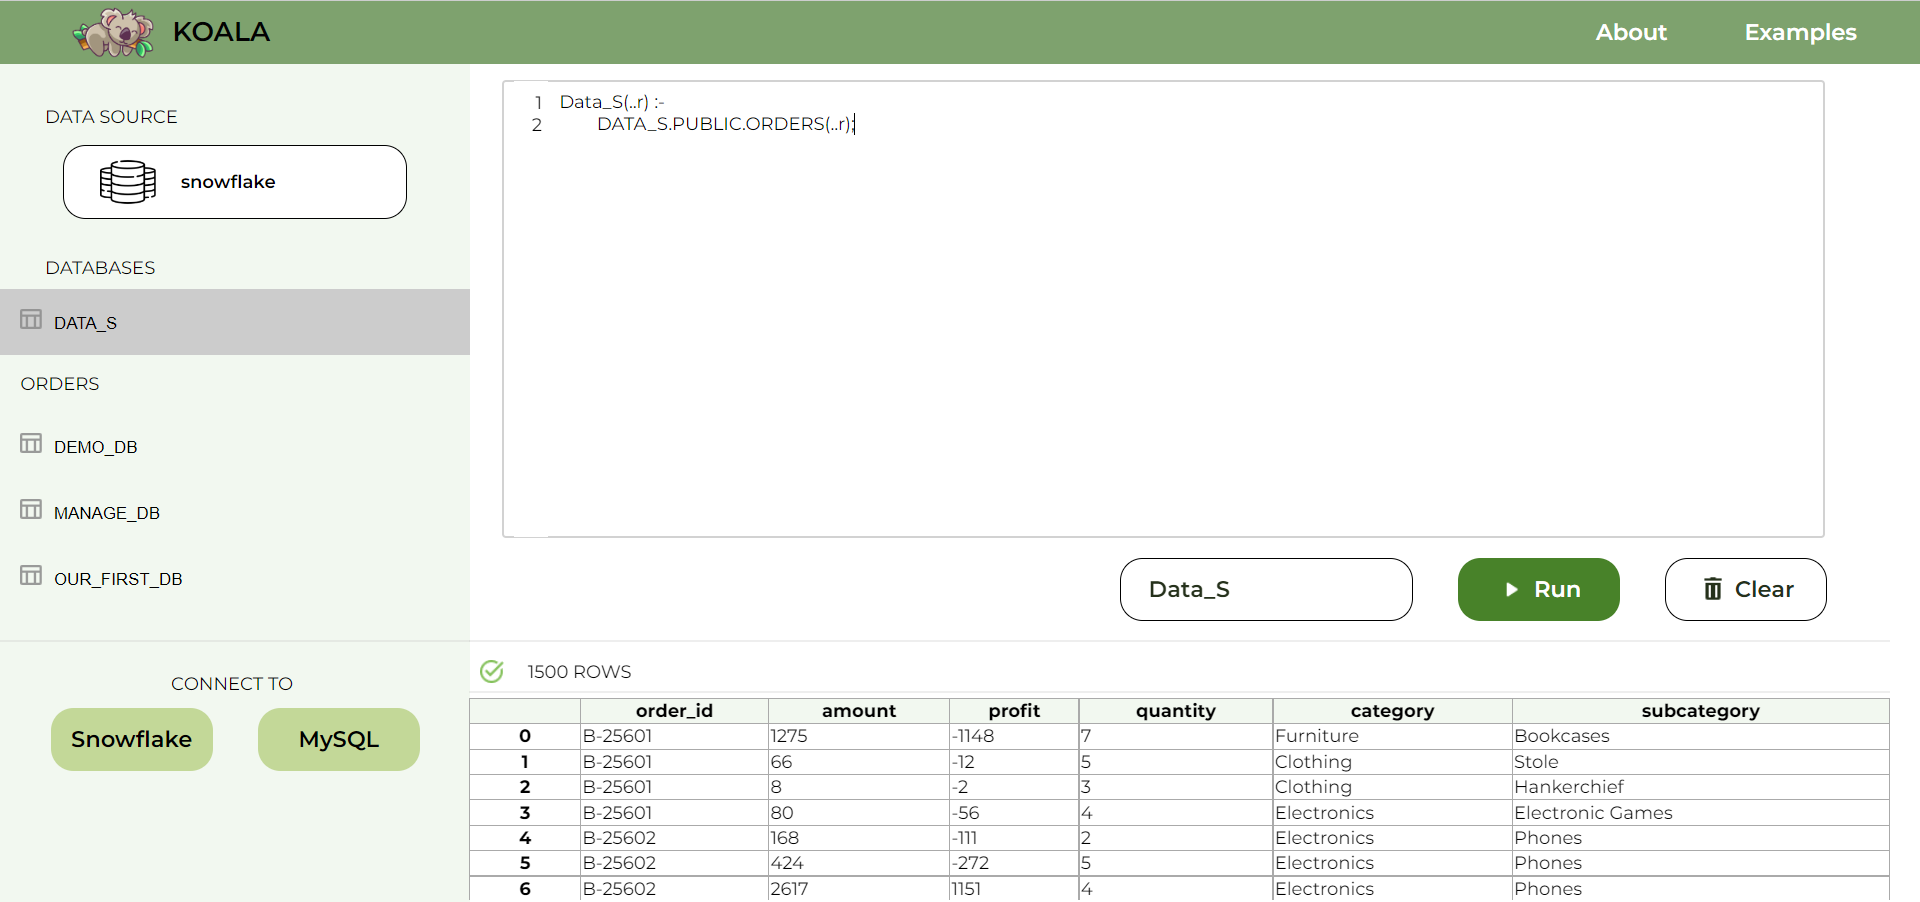 KOALA
About
Examples
DATA SOURCE
snowflake
DATABASES
DATA_S
ORDERS
DEMO_DB
MANAGE_DB
OUR_FIRST_DB
CONNECT TO
Snowflake
MySQL
1 Data_S(..r) :-
2 DATA_S.PUBLIC.ORDERS(..r);
Data_S
Run
Clear
1500 ROWS
order_id amount profit quantity category subcategory
0 B-25601 1275 -1148 7 Furniture Bookcases
1 B-25601 66 -12 5 Clothing Stole
2 B-25601 8 -2 3 Clothing Hankerchief
3 B-25601 80 -56 4 Electronics Electronic Games
4 B-25602 168 -111 2 Electronics Phones
5 B-25602 424 -272 5 Electronics Phones
6 B-25602 2617 1151 4 Electronics Phones